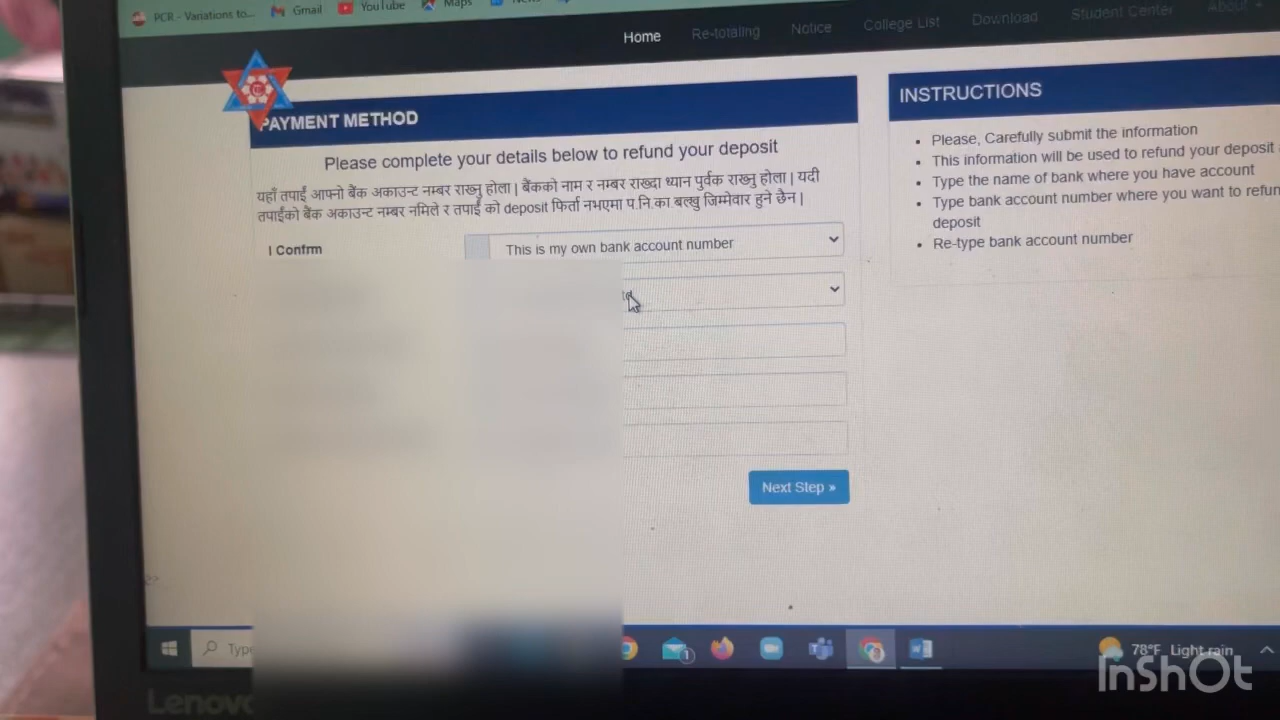 PCR - Variations to...
Gmail
YouTube
Maps
Home
Re-totaling
Notice
College List
Download
Student Center
About
PAYMENT METHOD
Please complete your details below to refund your deposit
यहाँ तपाईं आफ्नो बैंक अकाउन्ट नम्बर राख्नु होला | बैंकको नाम र नम्बर राख्दा ध्यान पुर्वक राख्नु होला | यदी
तपाईंको बैंक अकाउन्ट नम्बर नमिले र तपाईं को deposit फिर्ता नभएमा प.नि.का.बल्खु जिम्मेवार हुने छैन |
I Confrm
This is my own bank account number
Next Step »
INSTRUCTIONS
• Please, Carefully submit the information
• This information will be used to refund your deposit
• Type the name of bank where you have account
• Type bank account number where you want to refun
deposit
• Re-type bank account number
Type
1
78°F Light rain
Lenovo
InShOt